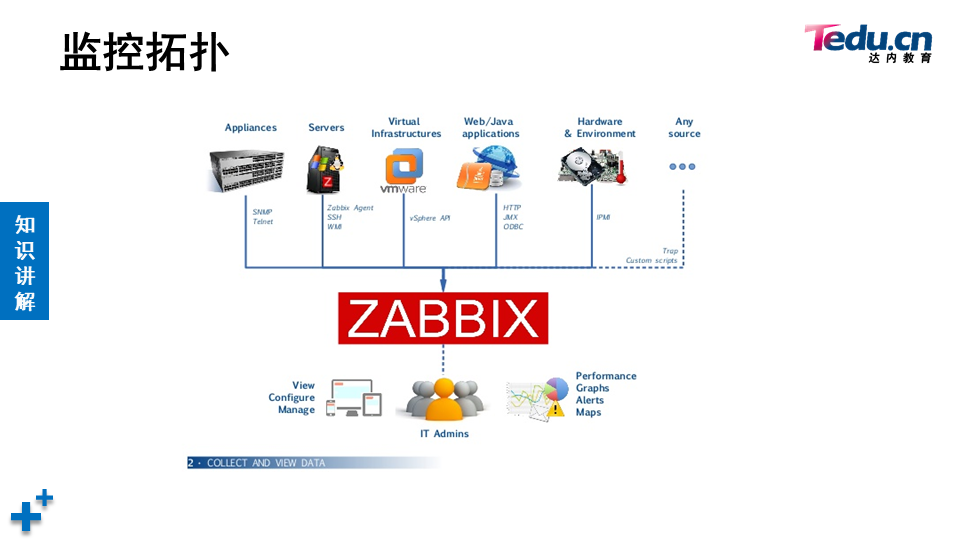 监控拓扑
Tedu.cn
达内教育
知
识
讲
解
Appliances
Servers
Virtual
Infrastructures
Web/Java
applications
Hardware
& Environment
Any
source
Z
vmware
SNMP
Telnet
Zabbix Agent
SSH
WMI
vSphere API
HTTP
JMX
ODBC
IPMI
Trap
Custom scripts
ZABBIX
View
Configure
Manage
IT Admins
Performance
Graphs
Alerts
Maps
2 · COLLECT AND VIEW DATA